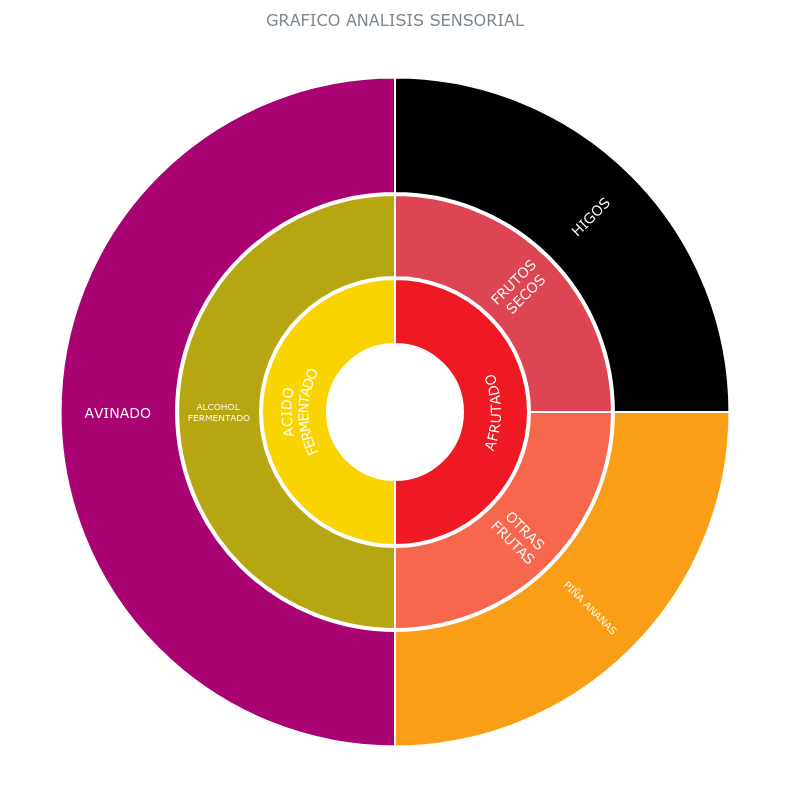 GRAFICO ANALISIS SENSORIAL
HIGOS
FRUTOS
SECOS
AFRUTADO
ACIDO
FERMENTADO
ALCOHOL
FERMENTADO
AVINADO
OTRAS
FRUTAS
PIÑA ANANAS